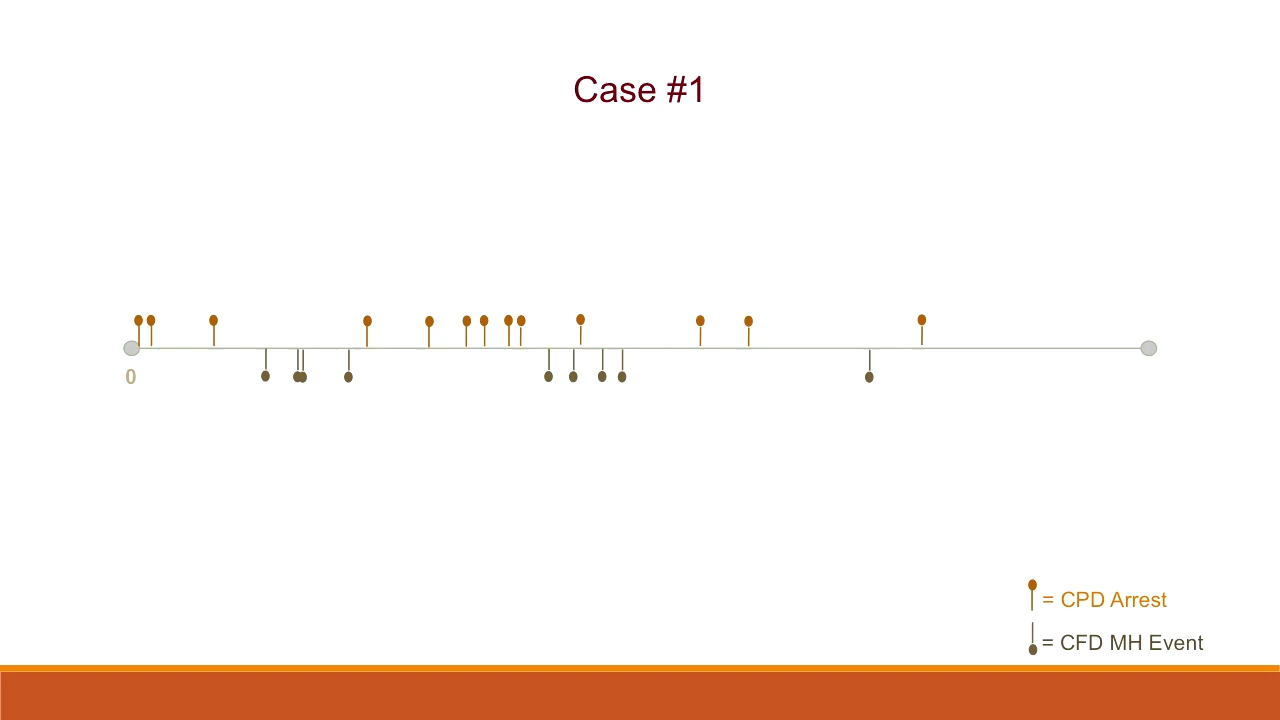 Case #1
0
= CPD Arrest
= CFD MH Event